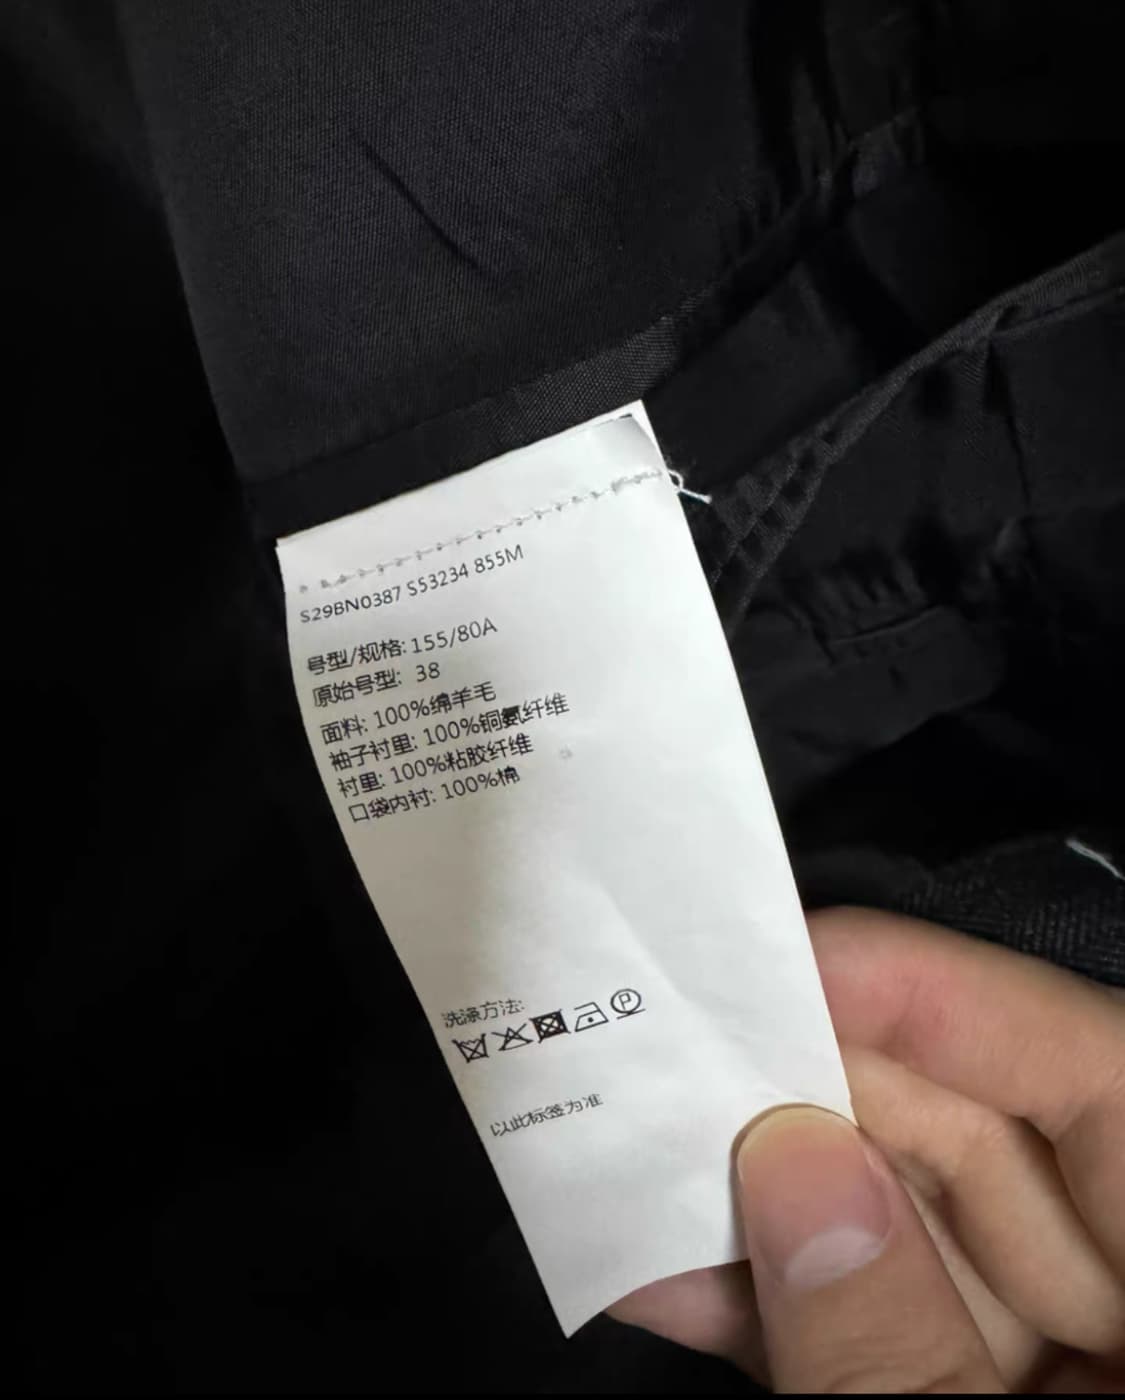 S29BN0387 S53234 855M
号型/规格: 155/80A
原始号型: 38
面料: 100%绵羊毛
袖子衬里: 100%铜氨纤维
衬里: 100%粘胶纤维
口袋内衬: 100%棉
洗涤方法:
P
以此标签为准